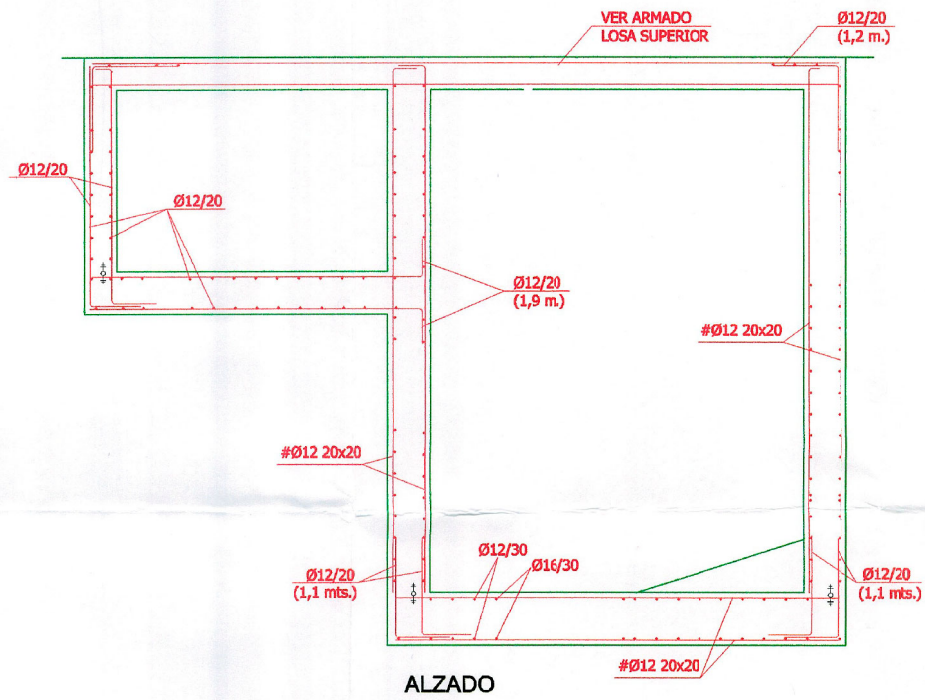 VER ARMADO
LOSA SUPERIOR
Ø12/20
(1,2 m.)
Ø12/20
Ø12/20
Ø12/20
(1,9 m.)
#Ø12 20x20
#Ø12 20x20
Ø12/30
Ø16/30
Ø12/20
(1,1 mts.)
Ø12/20
(1,1 mts.)
#Ø12 20x20
ALZADO